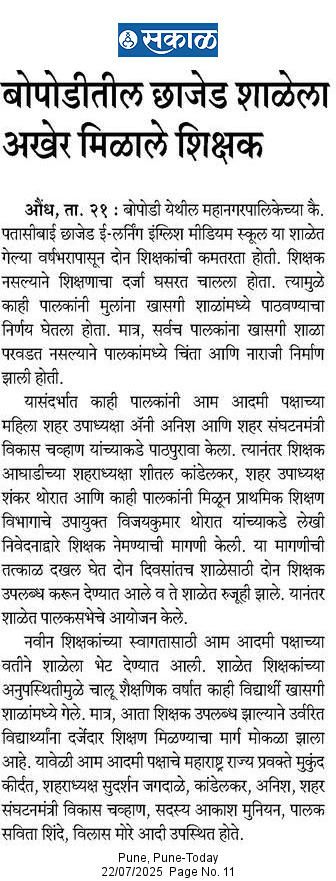 सकाळ
बोपोडीतील छाजेड शाळेला
अखेर मिळाले शिक्षक
औंध, ता. २१ : बोपोडी येथील महानगरपालिकेच्या कै.
पतासीबाई छाजेड ई-लर्निंग इंग्लिश मीडियम स्कूल या शाळेत
गेल्या वर्षभरापासून दोन शिक्षकांची कमतरता होती. शिक्षक
नसल्याने शिक्षणाचा दर्जा घसरत चालला होता. त्यामुळे
काही पालकांनी मुलांना खासगी शाळांमध्ये पाठवण्याचा
निर्णय घेतला होता. मात्र, सर्वच पालकांना खासगी शाळा
परवडत नसल्याने पालकांमध्ये चिंता आणि नाराजी निर्माण
झाली होती.
यासंदर्भात काही पालकांनी आम आदमी पक्षाच्या
महिला शहर उपाध्यक्षा ॲनी अनिश आणि शहर संघटनमंत्री
विकास चव्हाण यांच्याकडे पाठपुरावा केला. त्यानंतर शिक्षक
आघाडीच्या शहराध्यक्षा शीतल कांडेलकर, शहर उपाध्यक्ष
शंकर थोरात आणि काही पालकांनी मिळून प्राथमिक शिक्षण
विभागाचे उपायुक्त विजयकुमार थोरात यांच्याकडे लेखी
निवेदनाद्वारे शिक्षक नेमण्याची मागणी केली. या मागणीची
तत्काळ दखल घेत दोन दिवसांतच शाळेसाठी दोन शिक्षक
उपलब्ध करून देण्यात आले व ते शाळेत रुजूही झाले. यानंतर
शाळेत पालकसभेचे आयोजन केले.
नवीन शिक्षकांच्या स्वागतासाठी आम आदमी पक्षाच्या
वतीने शाळेला भेट देण्यात आली. शाळेत शिक्षकांच्या
अनुपस्थितीमुळे चालू शैक्षणिक वर्षात काही विद्यार्थी खासगी
शाळांमध्ये गेले. मात्र, आता शिक्षक उपलब्ध झाल्याने उर्वरित
विद्यार्थ्यांना दर्जेदार शिक्षण मिळण्याचा मार्ग मोकळा झाला
आहे. यावेळी आम आदमी पक्षाचे महाराष्ट्र राज्य प्रवक्ते मुकुंद
किर्दत, शहराध्यक्ष सुदर्शन जगदाळे, कांडेलकर, अनिश, शहर
संघटनमंत्री विकास चव्हाण, सदस्य आकाश मुनियन, पालक
सविता शिंदे, विलास मोरे आदी उपस्थित होते.
Pune, Pune-Today
22/07/2025 Page No. 11